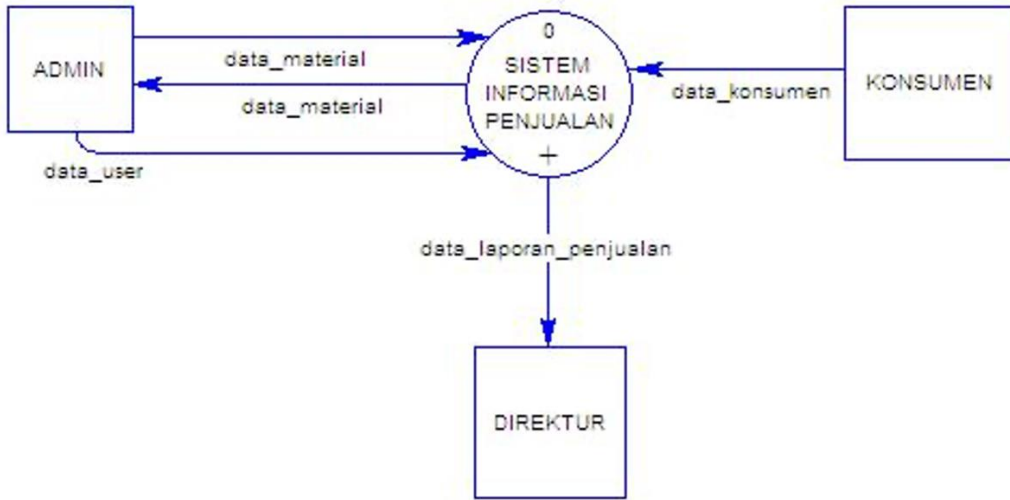 ADMIN
data_material
data_material
data_user
0
SISTEM
INFORMASI
PENJUALAN
+
data_konsumen
KONSUMEN
data_laporan_penjualan
DIREKTUR